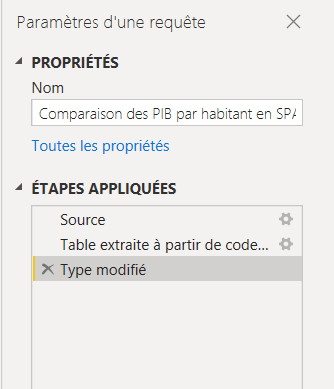 Paramètres d'une requête
PROPRIÉTÉS
Nom
Comparaison des PIB par habitant en SPA
Toutes les propriétés
ÉTAPES APPLIQUÉES
Source
Table extraite à partir de code...
Type modifié